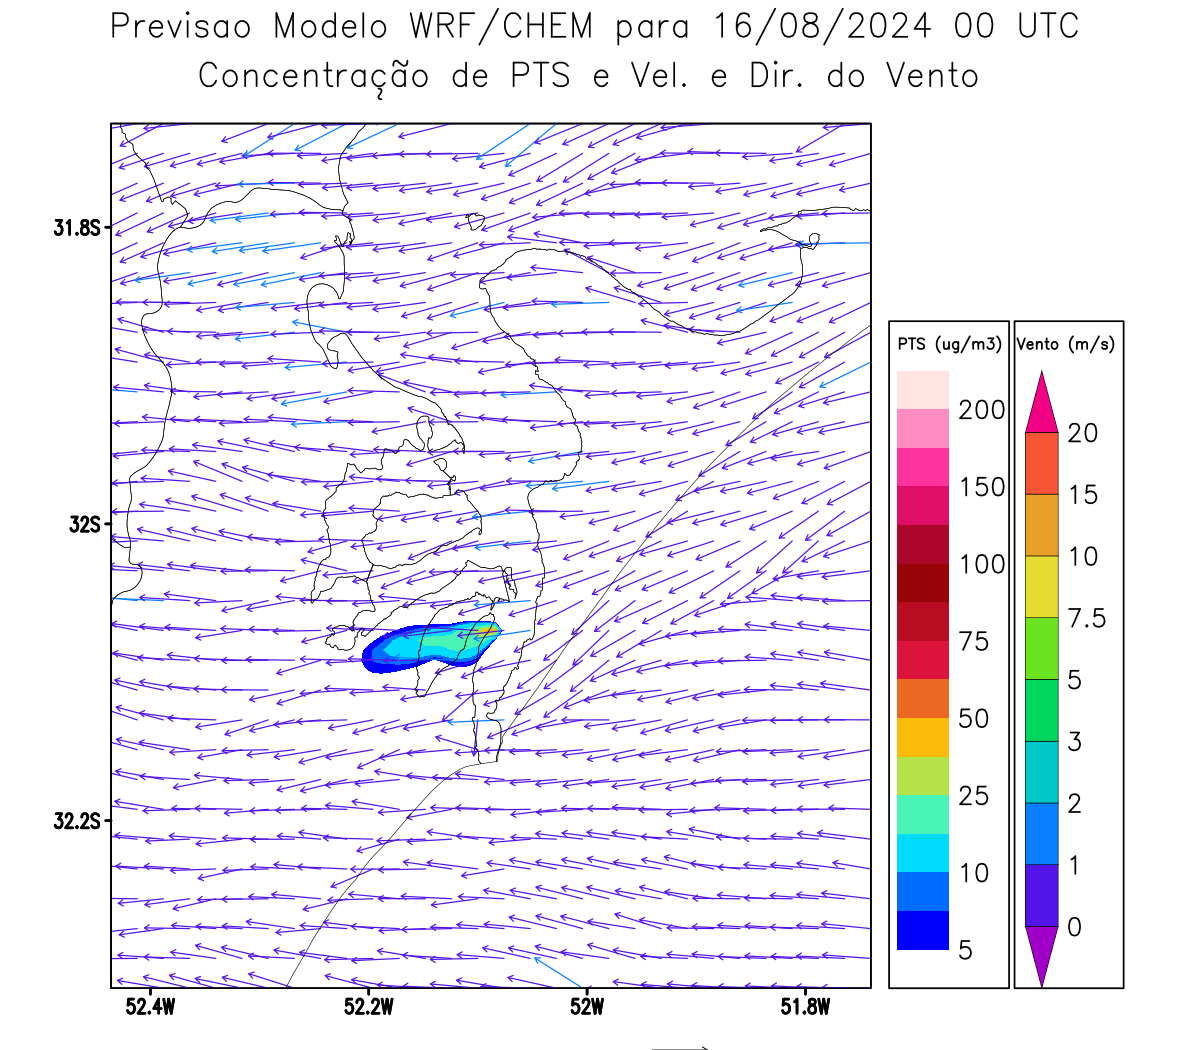 Previsao Modelo WRF/CHEM para 16/08/2024 00 UTC
Concentração de PTS e Vel. e Dir. do Vento
31.8S
32S
32.2S
52.4W 52.2W 52W 51.8W
PTS (ug/m3)
200
150
100
75
50
25
10
5
Vento (m/s)
20
15
10
7.5
5
3
2
1
0